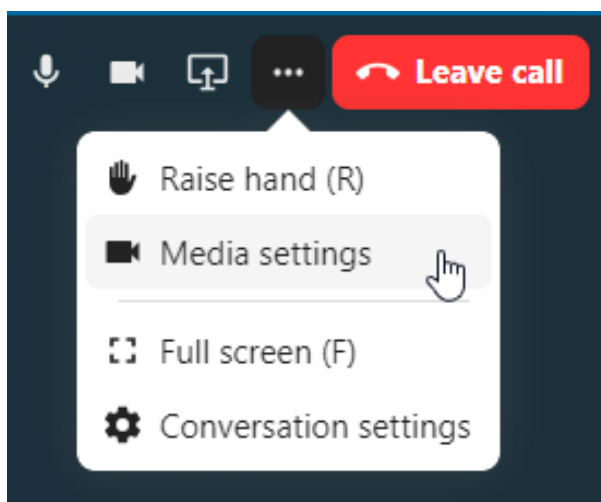 Leave call
Raise hand (R)
Media settings
Full screen (F)
Conversation settings